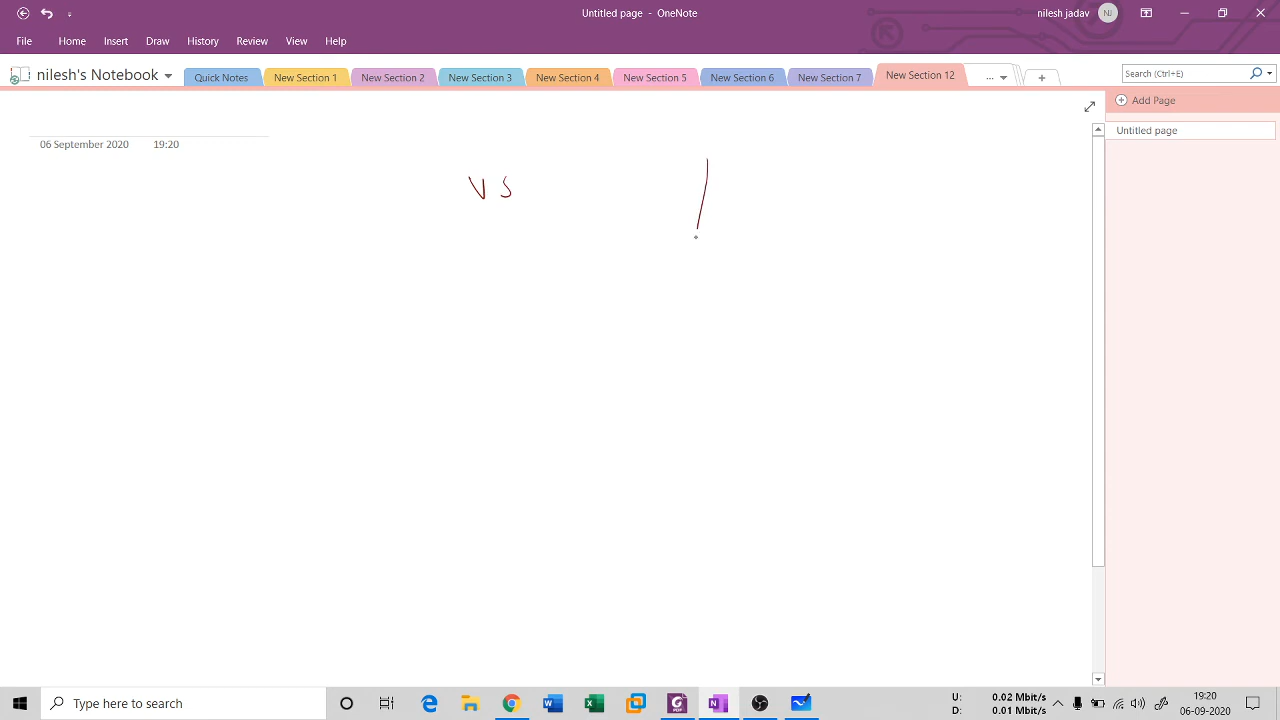 Untitled page - OneNote
nilesh jadav NJ
File Home Insert Draw History Review View Help
nilesh's Notebook Quick Notes New Section 1 New Section 2 New Section 3 New Section 4 New Section 5 New Section 6 New Section 7 New Section 12 ... Search (Ctrl+E)
Add Page
Untitled page
06 September 2020 19:20
VS
Type here to search
U: 0.02 Mbit/s 19:20
D: 0.01 Mbit/s 06-09-2020